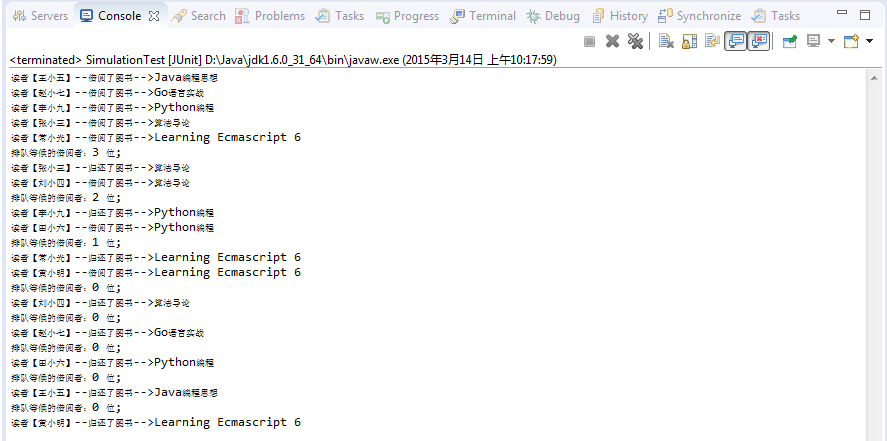 Servers Console Search Problems Tasks Progress Terminal Debug History Synchronize Tasks
<terminated> SimulationTest [JUnit] D:\Java\jdk1.6.0_31_64\bin\javaw.exe (2015年3月14日 上午10:17:59)
读者【王小五】--借阅了图书-->Java编程思想
读者【赵小七】--借阅了图书-->Go语言实战
读者【李小九】--借阅了图书-->Python编程
读者【张小三】--借阅了图书-->算法导论
读者【常小光】--借阅了图书-->Learning Ecmascript 6
排队等候的借阅者：3 位;
读者【张小三】--归还了图书-->算法导论
读者【刘小四】--借阅了图书-->算法导论
排队等候的借阅者：2 位;
读者【李小九】--归还了图书-->Python编程
读者【田小六】--借阅了图书-->Python编程
排队等候的借阅者：1 位;
读者【常小光】--归还了图书-->Learning Ecmascript 6
读者【黄小明】--借阅了图书-->Learning Ecmascript 6
排队等候的借阅者：0 位;
读者【刘小四】--归还了图书-->算法导论
排队等候的借阅者：0 位;
读者【赵小七】--归还了图书-->Go语言实战
排队等候的借阅者：0 位;
读者【田小六】--归还了图书-->Python编程
排队等候的借阅者：0 位;
读者【王小五】--归还了图书-->Java编程思想
排队等候的借阅者：0 位;
读者【黄小明】--归还了图书-->Learning Ecmascript 6